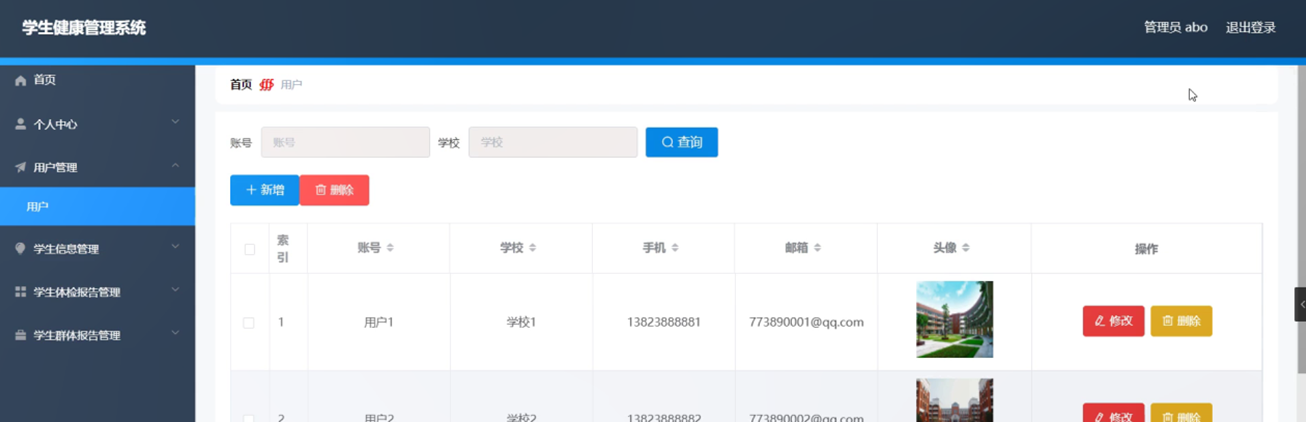 学生健康管理系统
管理员 abo 退出登录
首页
个人中心
用户管理
用户
学生信息管理
学生体检报告管理
学生群体报告管理
首页 用户
账号 账号 学校 学校 查询
新增 删除
索引 账号 学校 手机 邮箱 头像 操作
1 用户1 学校1 13823888881 773890001@qq.com 修改 删除
2 用户2 学校2 13823888882 773890002@qq.com 修改 删除